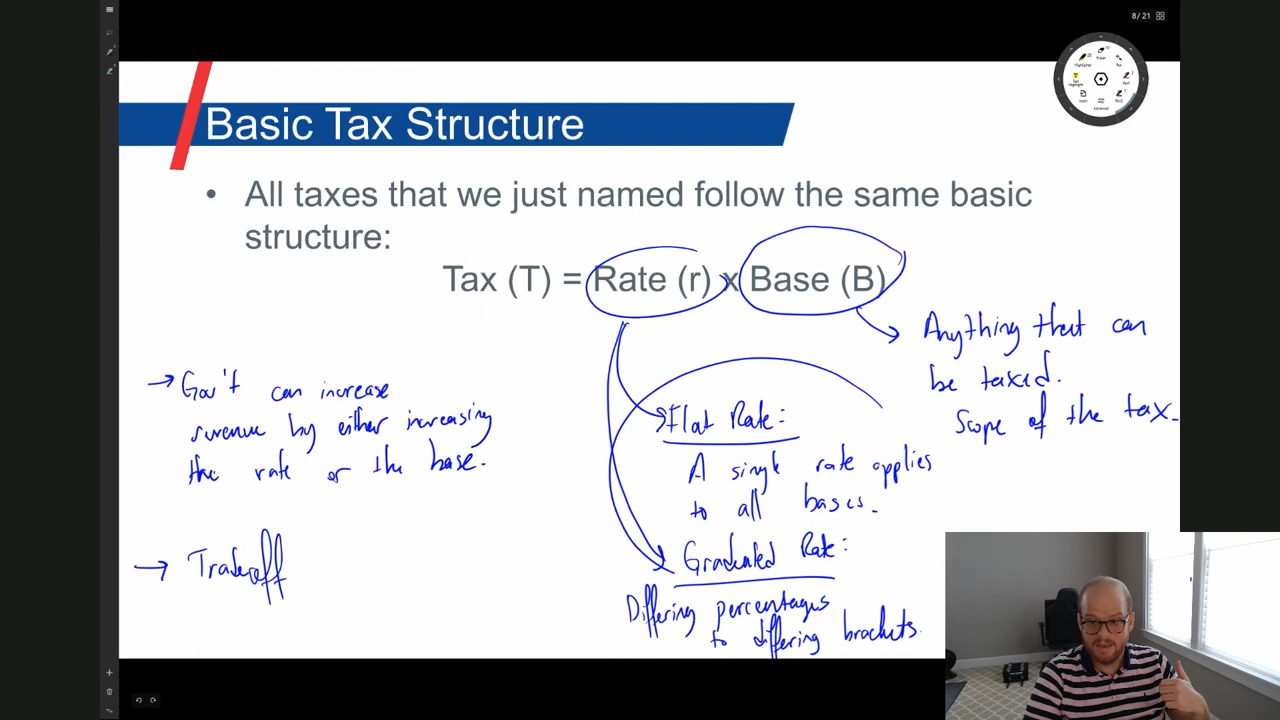 8/21
Basic Tax Structure
• All taxes that we just named follow the same basic
structure:
Tax (T) = Rate (r) x Base (B)
→ Anything that can
be taxed.
Scope of the tax.
→ Gov't can increase
revenue by either increasing
the rate or the base.
→ Tradeoff
Flat Rate:
A single rate applies
to all bases.
Graduated Rate:
Differing percentages
to differing brackets.